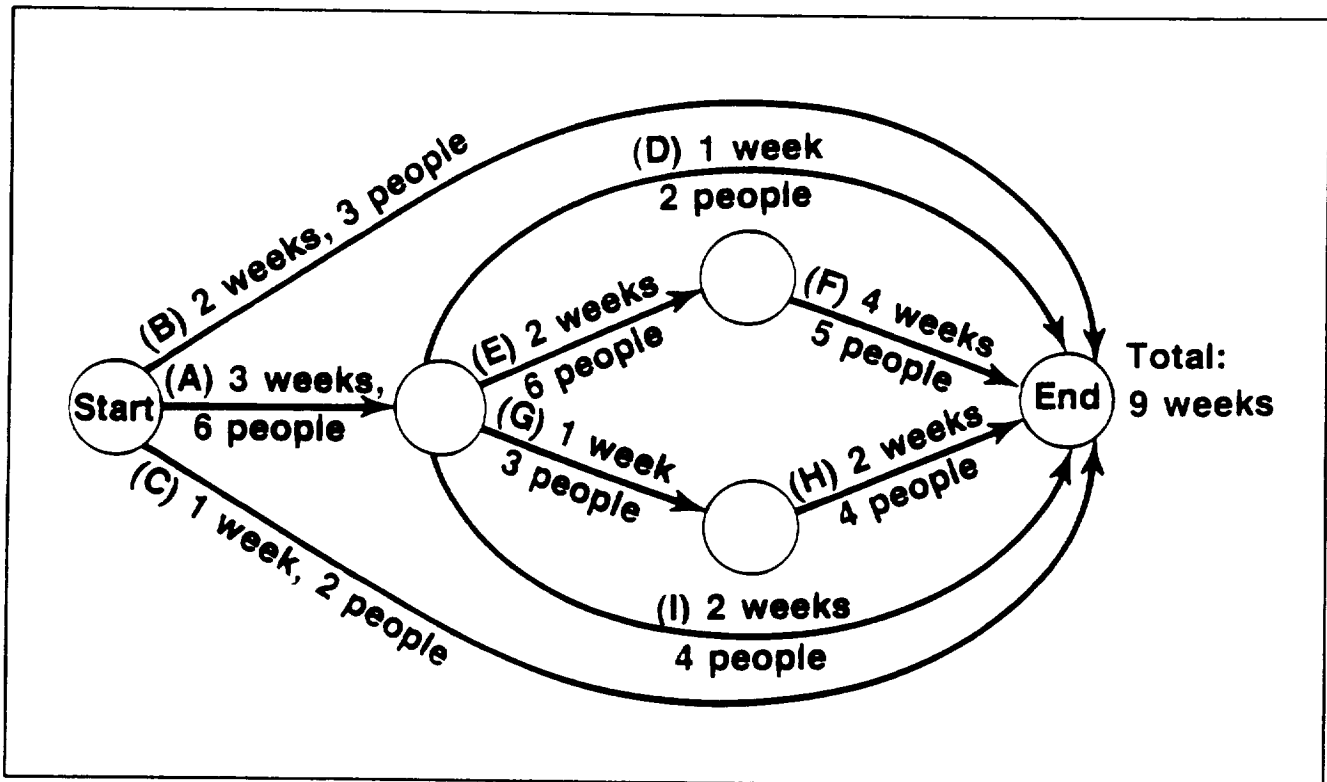 (B) 2 weeks, 3 people
(D) 1 week
2 people
(E) 2 weeks
6 people
(F) 4 weeks
5 people
Start
(A) 3 weeks,
6 people
End
Total:
9 weeks
(G) 1 week
3 people
(H) 2 weeks
4 people
(C) 1 week, 2 people
(I) 2 weeks
4 people